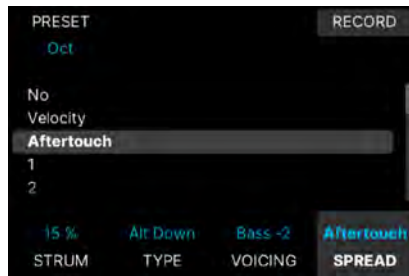 PRESET RECORD
Oct
No
Velocity
Aftertouch
1
2
15 % Alt Down Bass -2 Aftertouch
STRUM TYPE VOICING SPREAD